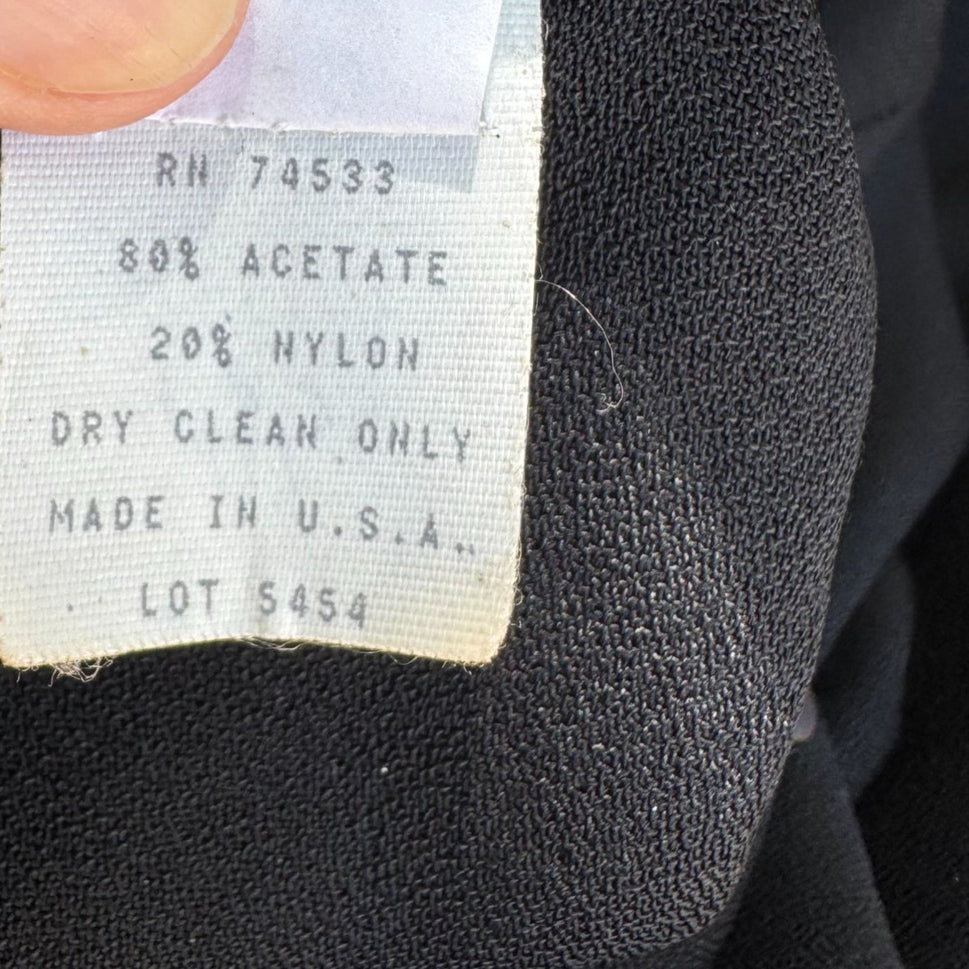 RN 74533
80% ACETATE
20% NYLON
DRY CLEAN ONLY
MADE IN U.S.A.
LOT 5454